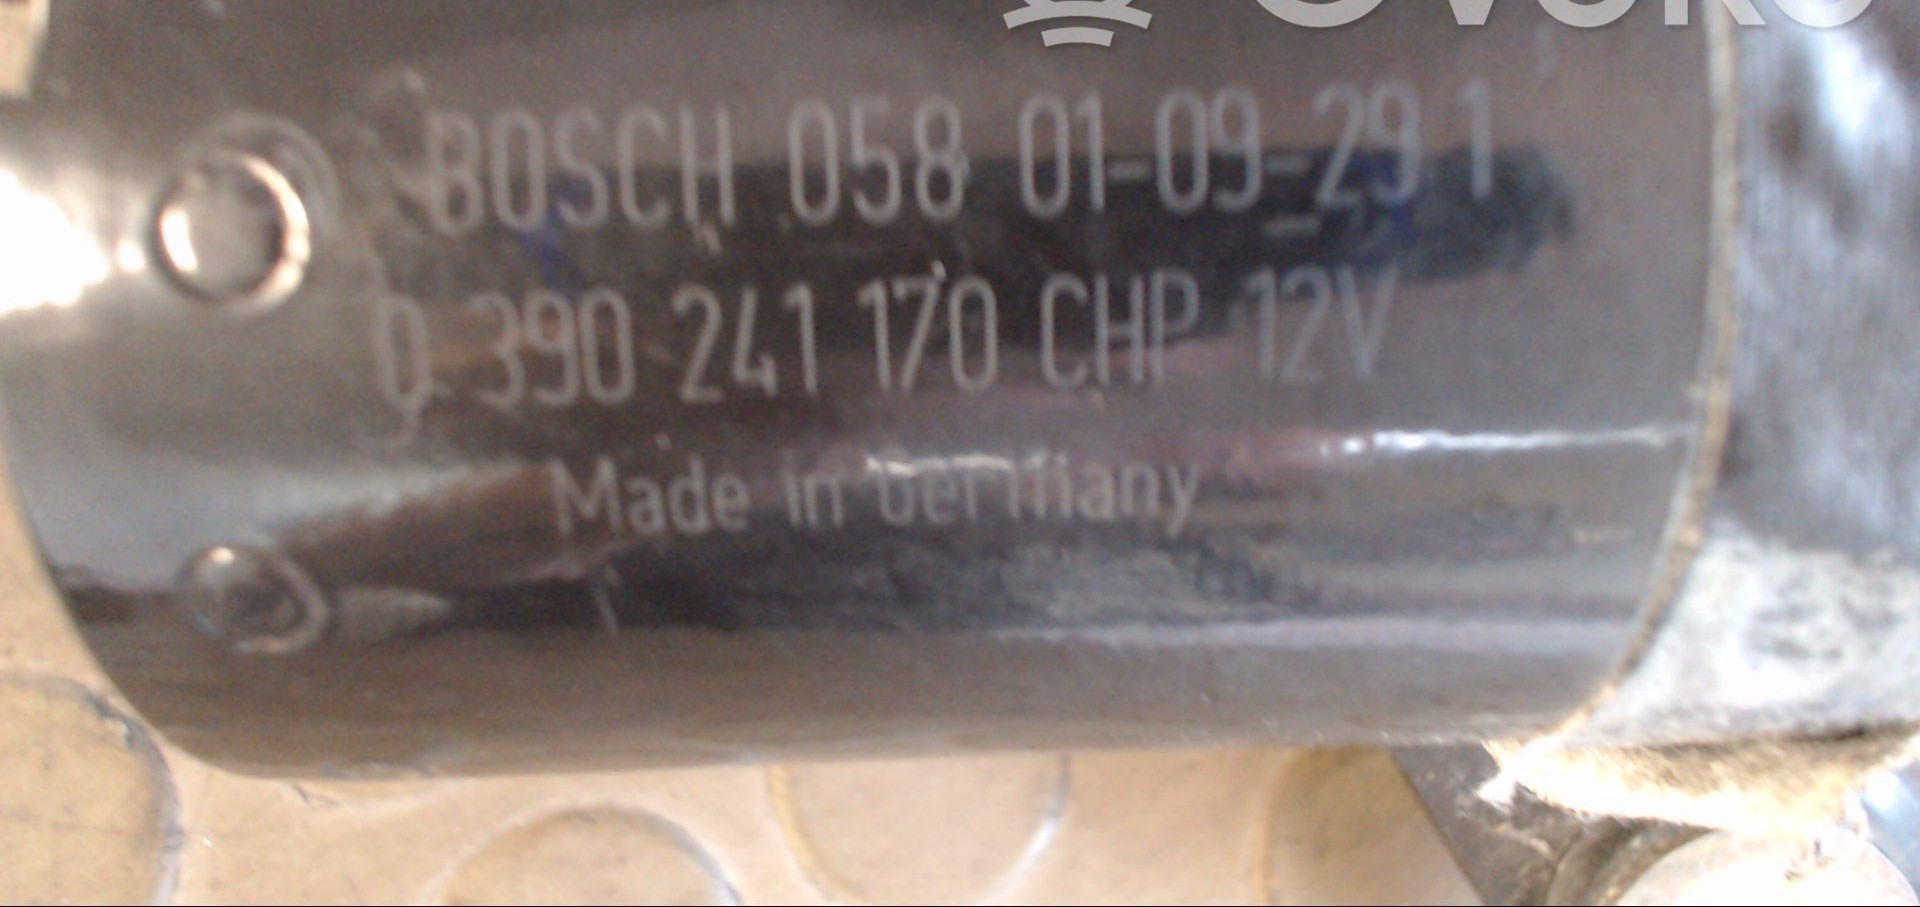 BOSCH 058 01-09-29 1
0 390 241 170 CHP 12V
Made in Germany